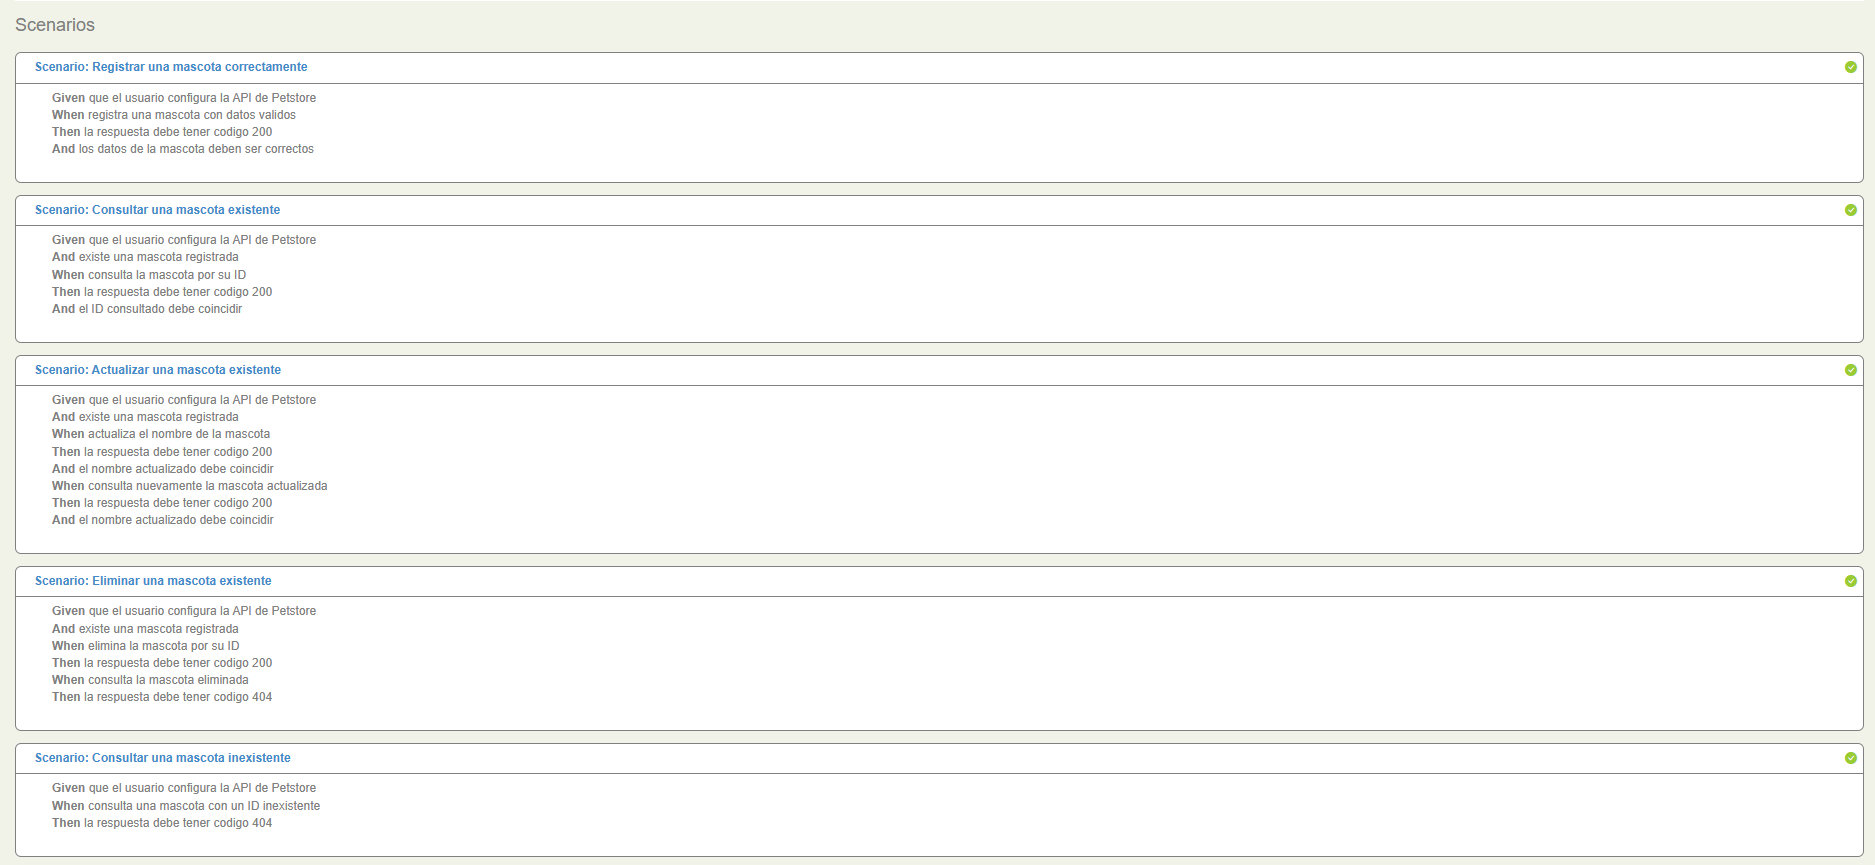 Scenarios
Scenario: Registrar una mascota correctamente
Given que el usuario configura la API de Petstore
When registra una mascota con datos validos
Then la respuesta debe tener codigo 200
And los datos de la mascota deben ser correctos
Scenario: Consultar una mascota existente
Given que el usuario configura la API de Petstore
And existe una mascota registrada
When consulta la mascota por su ID
Then la respuesta debe tener codigo 200
And el ID consultado debe coincidir
Scenario: Actualizar una mascota existente
Given que el usuario configura la API de Petstore
And existe una mascota registrada
When actualiza el nombre de la mascota
Then la respuesta debe tener codigo 200
And el nombre actualizado debe coincidir
When consulta nuevamente la mascota actualizada
Then la respuesta debe tener codigo 200
And el nombre actualizado debe coincidir
Scenario: Eliminar una mascota existente
Given que el usuario configura la API de Petstore
And existe una mascota registrada
When elimina la mascota por su ID
Then la respuesta debe tener codigo 200
When consulta la mascota eliminada
Then la respuesta debe tener codigo 404
Scenario: Consultar una mascota inexistente
Given que el usuario configura la API de Petstore
When consulta una mascota con un ID inexistente
Then la respuesta debe tener codigo 404